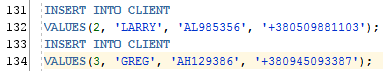 131 INSERT INTO CLIENT
132 VALUES(2, 'LARRY', 'AL985356', '+380509881103');
133 INSERT INTO CLIENT
134 VALUES(3, 'GREG', 'AH129386', '+380945093387');